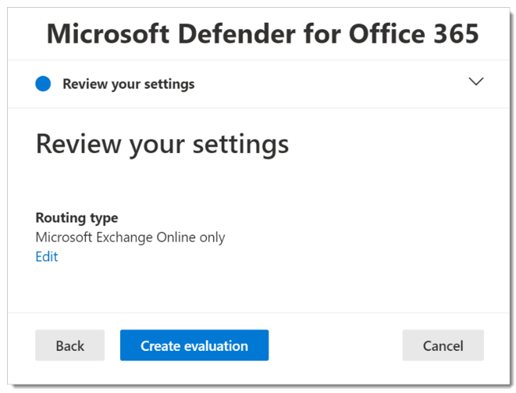 Microsoft Defender for Office 365
Review your settings
Review your settings
Routing type
Microsoft Exchange Online only
Edit
Back
Create evaluation
Cancel